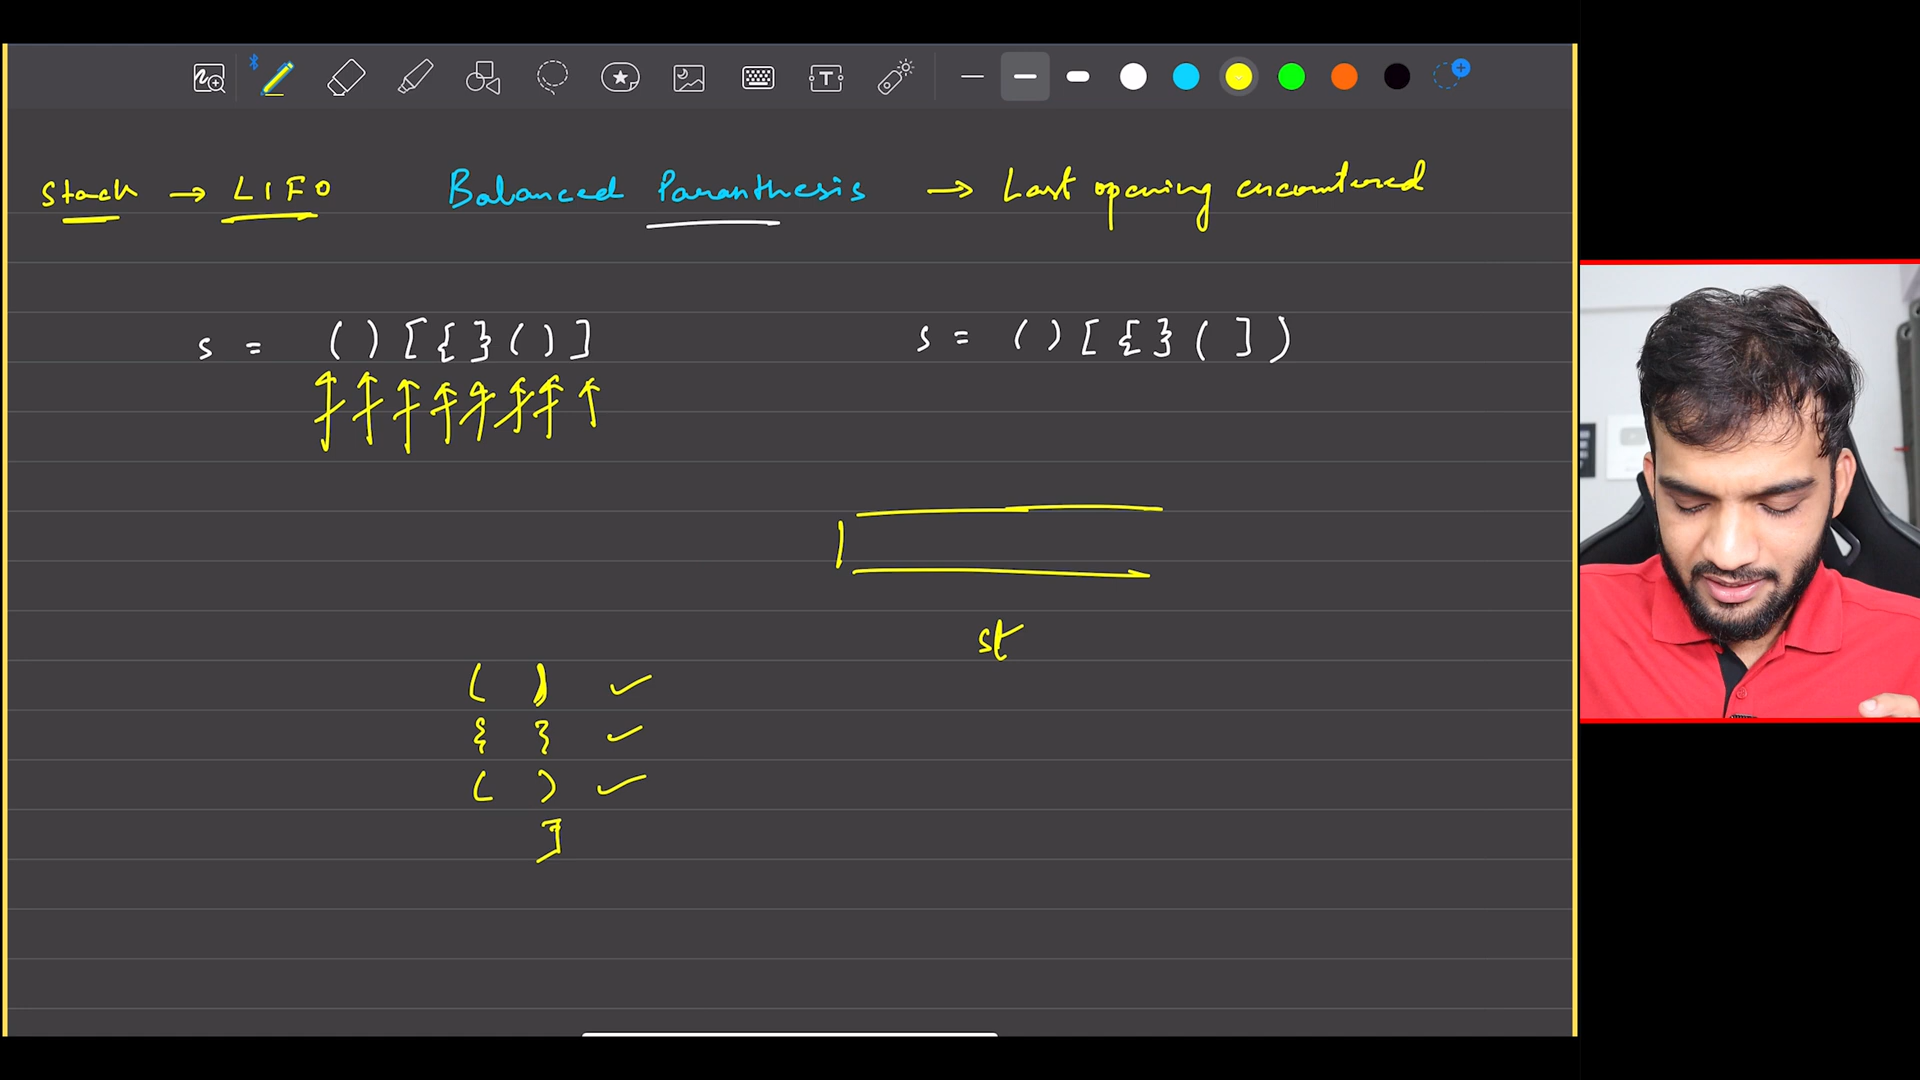 Stack → LIFO Balanced Paranthesis → Last opening encountered
s = ( ) [ { } ( ) ] s = ( ) [ { } ( ] )
st
( ) ✓
{ } ✓
( ) ✓
]